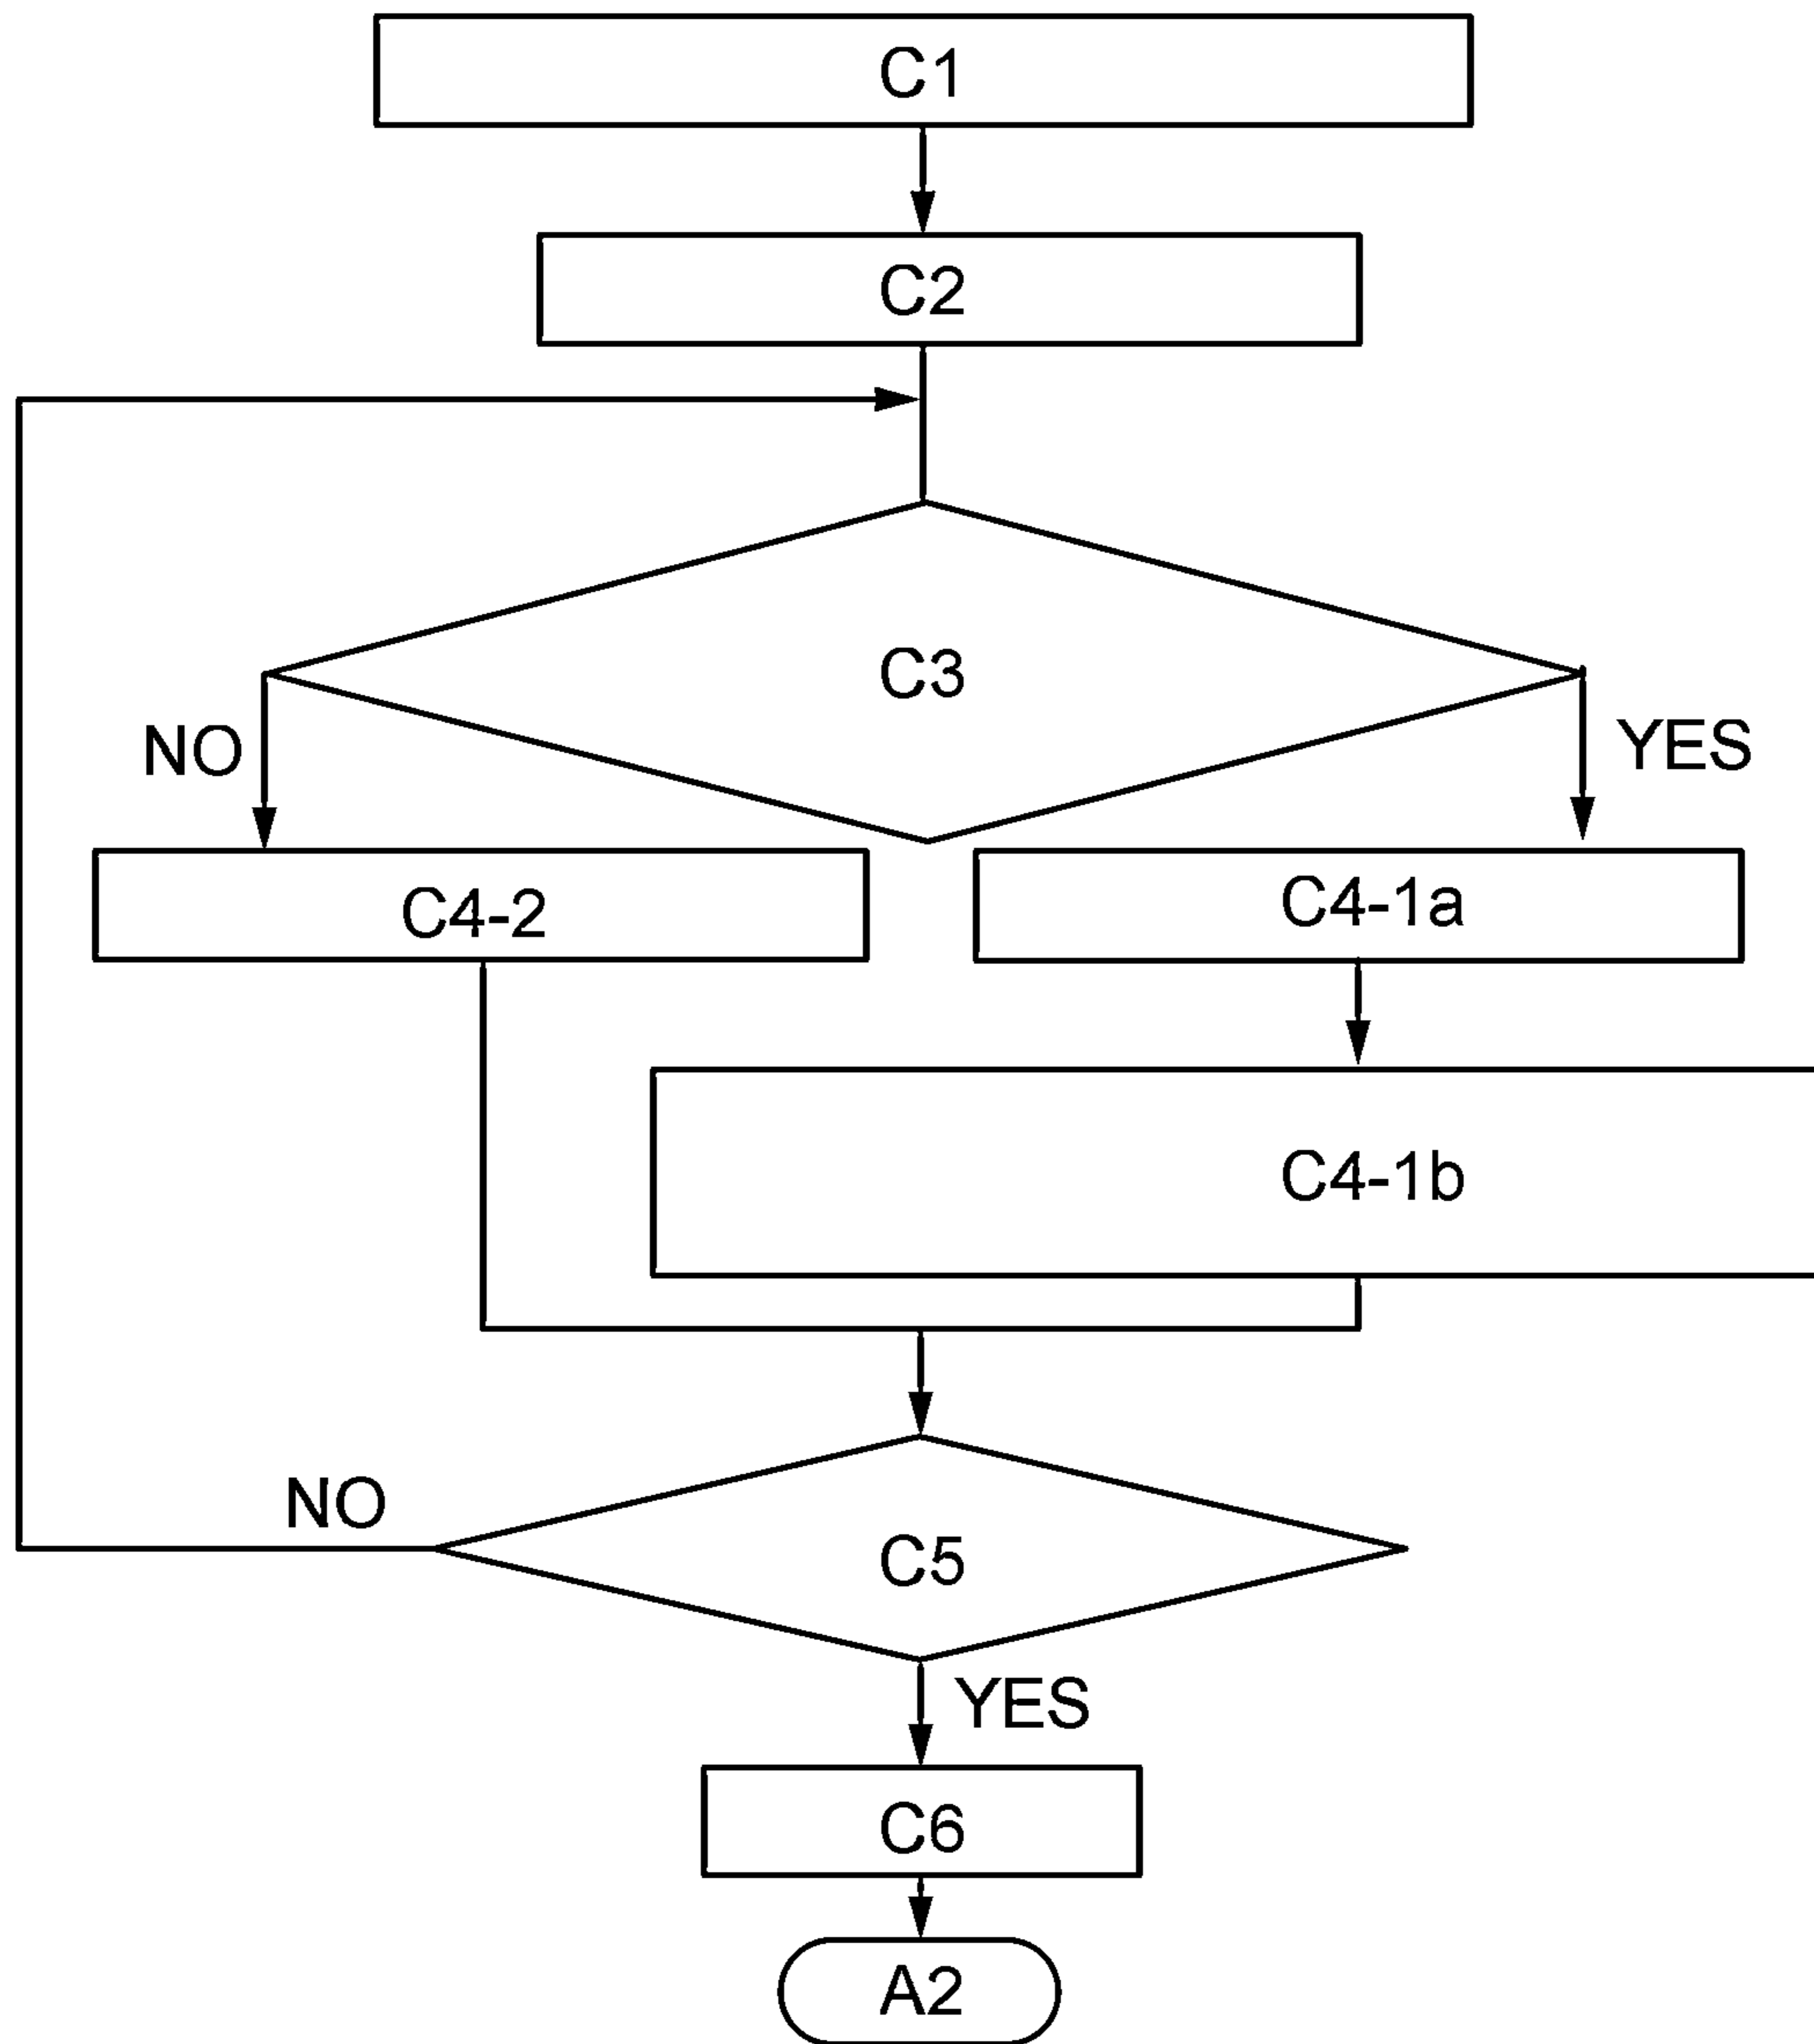 C1
C2
C3
NO
YES
C4-2
C4-1a
C4-1b
NO
C5
YES
C6
A2